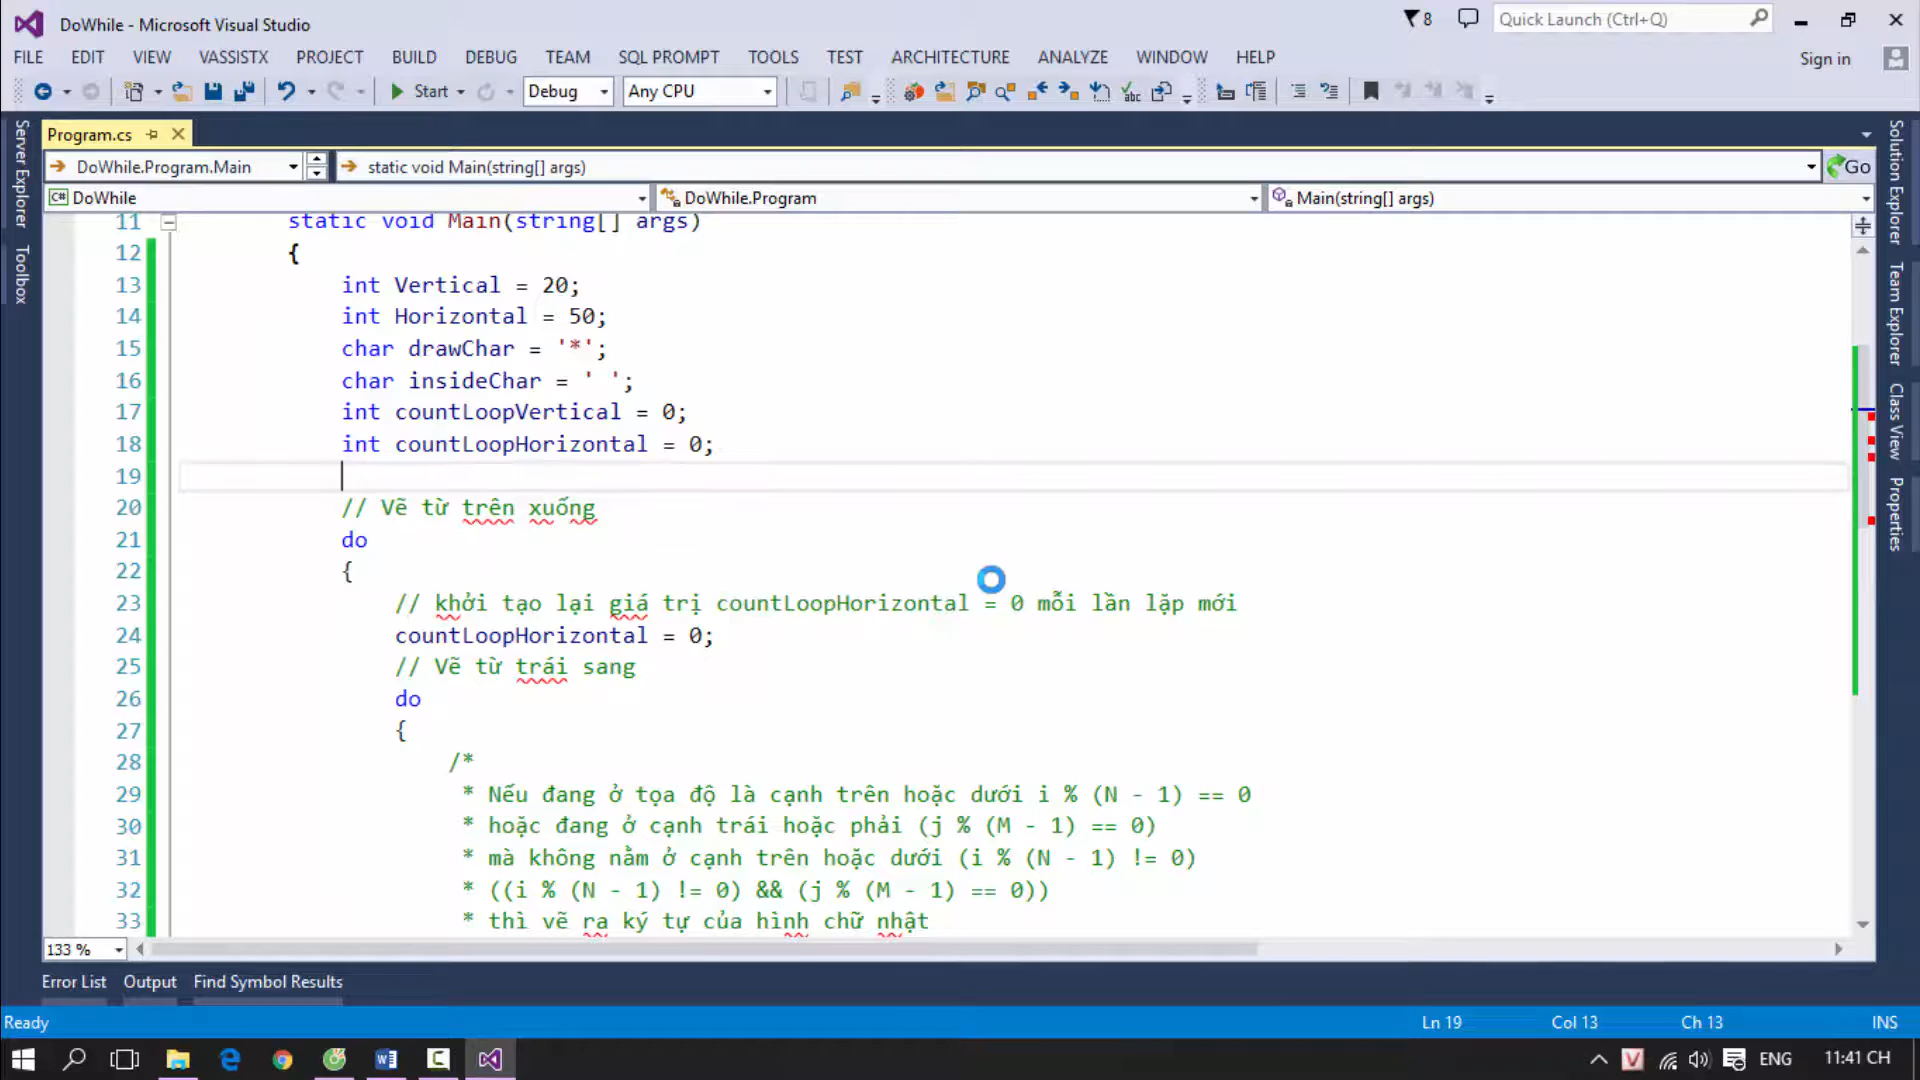 DoWhile - Microsoft Visual Studio
8
Quick Launch (Ctrl+Q)
FILE EDIT VIEW VASSISTX PROJECT BUILD DEBUG TEAM SQL PROMPT TOOLS TEST ARCHITECTURE ANALYZE WINDOW HELP
Sign in
Start Debug Any CPU
Program.cs
DoWhile.Program.Main static void Main(string[] args) Go
DoWhile DoWhile.Program Main(string[] args)
Server Explorer
Toolbox
Solution Explorer
Team Explorer
Class View
Properties
11 static void Main(string[] args)
12 {
13 int Vertical = 20;
14 int Horizontal = 50;
15 char drawChar = '*';
16 char insideChar = ' ';
17 int countLoopVertical = 0;
18 int countLoopHorizontal = 0;
19
20 // Vẽ từ trên xuống
21 do
22 {
23 // khởi tạo lại giá trị countLoopHorizontal = 0 mỗi lần lặp mới
24 countLoopHorizontal = 0;
25 // Vẽ từ trái sang
26 do
27 {
28 /*
29 * Nếu đang ở tọa độ là cạnh trên hoặc dưới i % (N - 1) == 0
30 * hoặc đang ở cạnh trái hoặc phải (j % (M - 1) == 0)
31 * mà không nằm ở cạnh trên hoặc dưới (i % (N - 1) != 0)
32 * ((i % (N - 1) != 0) && (j % (M - 1) == 0))
33 * thì vẽ ra ký tự của hình chữ nhật
133 %
Error List Output Find Symbol Results
Ready Ln 19 Col 13 Ch 13 INS
ENG 11:41 CH